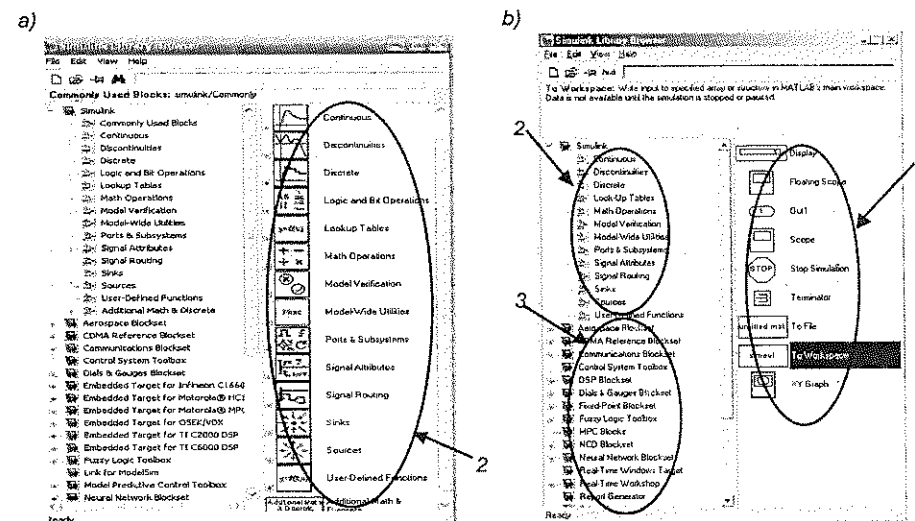 a)
Simulink Library Browser
File Edit View Help
Commonly Used Blocks: simulink/Commonly
Simulink
Commonly Used Blocks
Continuous
Discontinuities
Discrete
Logic and Bit Operations
Lookup Tables
Math Operations
Model Verification
Model-Wide Utilities
Ports & Subsystems
Signal Attributes
Signal Routing
Sinks
Sources
User-Defined Functions
Additional Math & Discrete
Aerospace Blockset
CDMA Reference Blockset
Communications Blockset
Control System Toolbox
Dials & Gauges Blockset
Embedded Target for Infineon C166
Embedded Target for Motorola® HC1
Embedded Target for Motorola® MPC
Embedded Target for OSEK/VDX
Embedded Target for TI C2000 DSP
Embedded Target for TI C6000 DSP
Fuzzy Logic Toolbox
Link for ModelSim
Model Predictive Control Toolbox
Neural Network Blockset
Ready
Continuous
Discontinuities
Discrete
Logic and Bit Operations
Lookup Tables
Math Operations
Model Verification
Model-Wide Utilities
Ports & Subsystems
Signal Attributes
Signal Routing
Sinks
Sources
User-Defined Functions
Additional Math &
2
b)
Simulink Library Browser
File Edit View Help
To Workspace: Write input to specified array or structure in MATLAB's main workspace.
Data is not available until the simulation is stopped or paused.
2
3
Simulink
Continuous
Discontinuities
Discrete
Look-Up Tables
Math Operations
Model Verification
Model-Wide Utilities
Ports & Subsystems
Signal Attributes
Signal Routing
Sinks
Sources
User-Defined Functions
Aerospace Blockset
CDMA Reference Blockset
Communications Blockset
Control System Toolbox
DSP Blockset
Dials & Gauges Blockset
Fixed-Point Blockset
Fuzzy Logic Toolbox
MPC Blocks
NCD Blockset
Neural Network Blockset
Real-Time Windows Target
Real-Time Workshop
Report Generator
Ready
Display
Floating Scope
Out1
Scope
STOP Stop Simulation
Terminator
untitled.mat To File
simout To Workspace
XY Graph